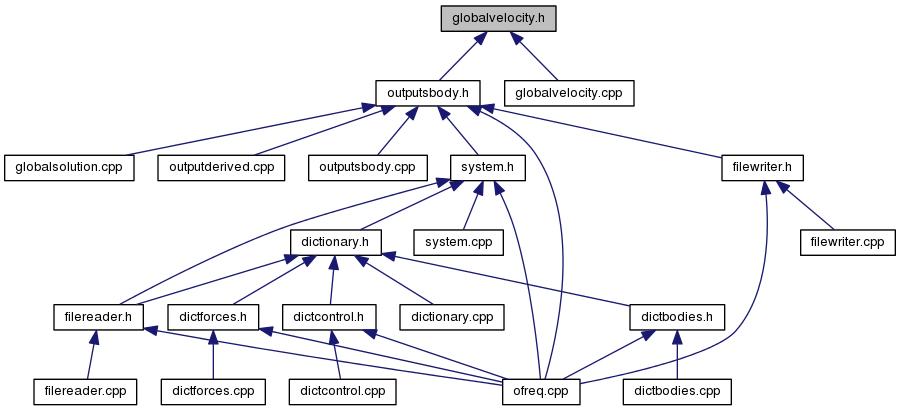 globalvelocity.h
outputsbody.h
globalvelocity.cpp
globalsolution.cpp
outputderived.cpp
outputsbody.cpp
system.h
filewriter.h
dictionary.h
system.cpp
filewriter.cpp
filereader.h
dictforces.h
dictcontrol.h
dictionary.cpp
dictbodies.h
filereader.cpp
dictforces.cpp
dictcontrol.cpp
ofreq.cpp
dictbodies.cpp